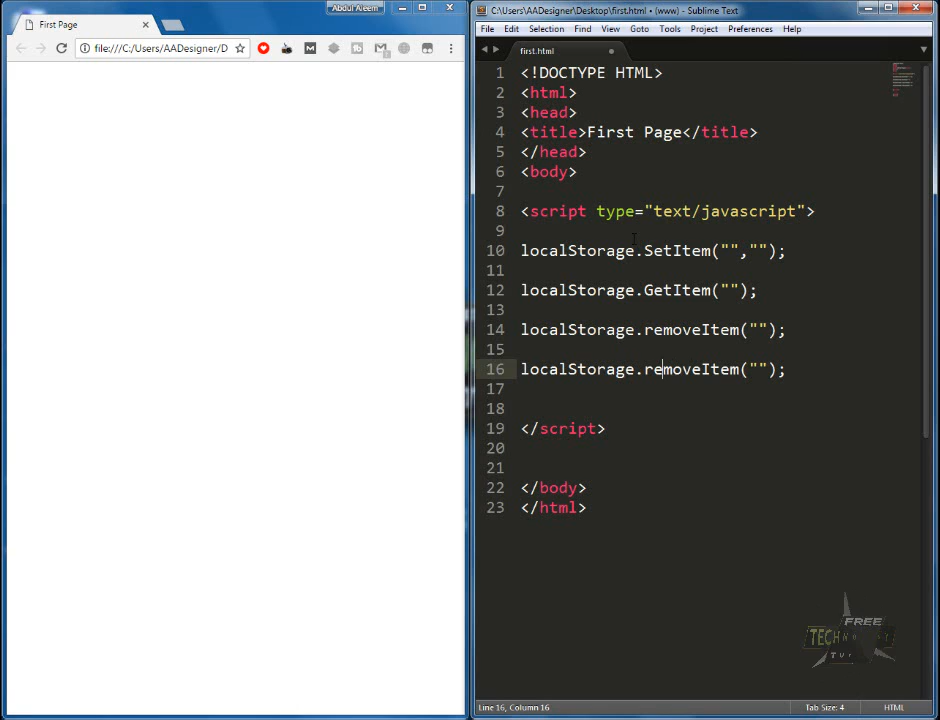 First Page
Abdul Aleem
file:///C:/Users/AADesigner/D
C:\Users\AADesigner\Desktop\first.html • (www) - Sublime Text
File Edit Selection Find View Goto Tools Project Preferences Help
first.html
1 <!DOCTYPE HTML>
2 <html>
3 <head>
4 <title>First Page</title>
5 </head>
6 <body>
7
8 <script type="text/javascript">
9
10 localStorage.SetItem("","");
11
12 localStorage.GetItem("");
13
14 localStorage.removeItem("");
15
16 localStorage.removeItem("");
17
18
19 </script>
20
21
22 </body>
23 </html>
FREE
Line 16, Column 16 Tab Size: 4 HTML